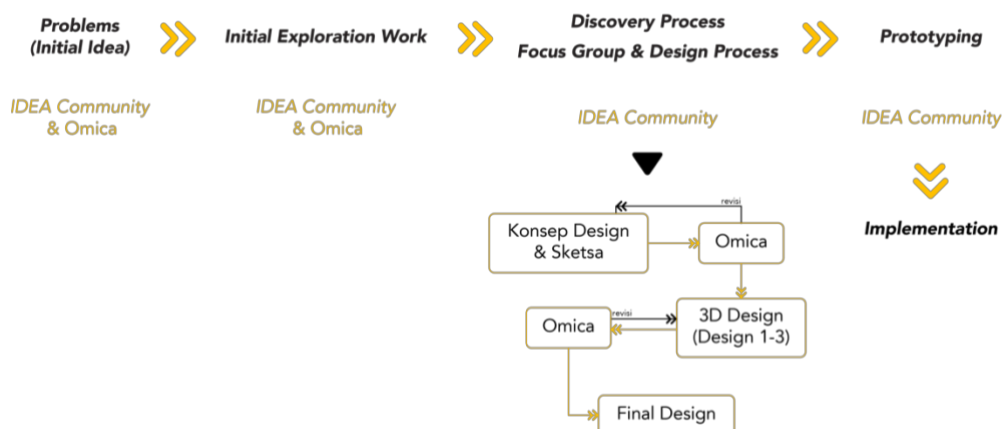 Problems
(Initial Idea)
Initial Exploration Work
Discovery Process
Focus Group & Design Process
Prototyping
IDEA Community
& Omica
IDEA Community
& Omica
IDEA Community
IDEA Community
Implementation
revisi
Konsep Design
& Sketsa
Omica
Omica
revisi
3D Design
(Design 1-3)
Final Design